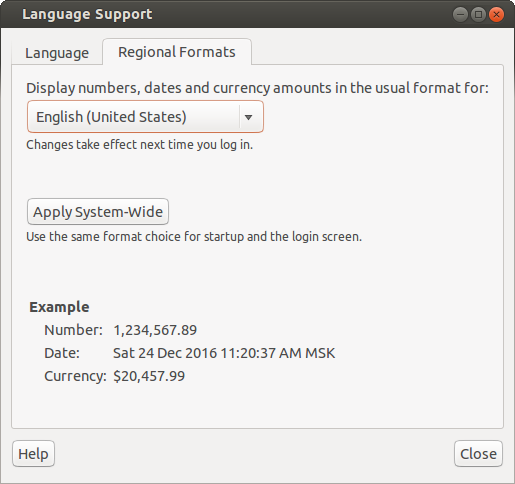 Language Support
Language
Regional Formats
Display numbers, dates and currency amounts in the usual format for:
English (United States)
Changes take effect next time you log in.
Apply System-Wide
Use the same format choice for startup and the login screen.
Example
Number: 1,234,567.89
Date: Sat 24 Dec 2016 11:20:37 AM MSK
Currency: $20,457.99
Help
Close